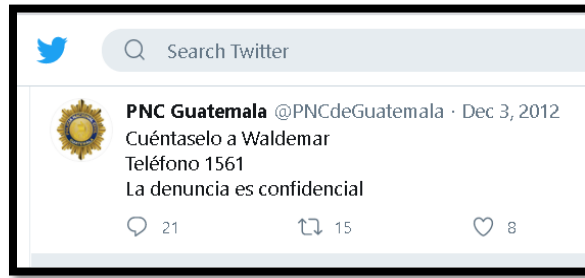 Search Twitter
PNC Guatemala @PNCdeGuatemala · Dec 3, 2012
Cuéntaselo a Waldemar
Teléfono 1561
La denuncia es confidencial
21 15 8